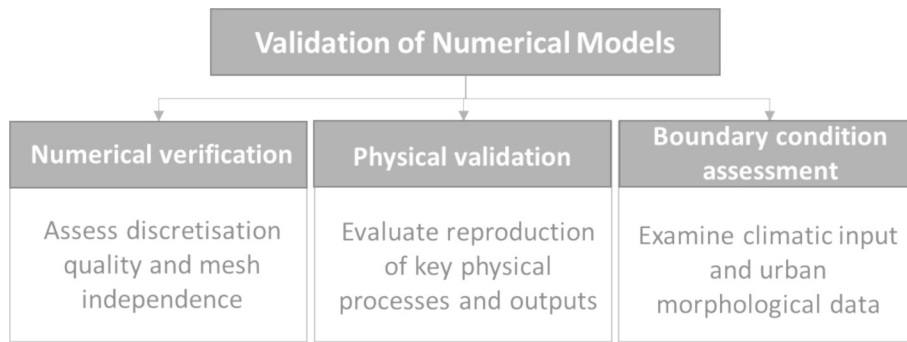 Validation of Numerical Models
Numerical verification
Assess discretisation
quality and mesh
independence
Physical validation
Evaluate reproduction
of key physical
processes and outputs
Boundary condition
assessment
Examine climatic input
and urban
morphological data